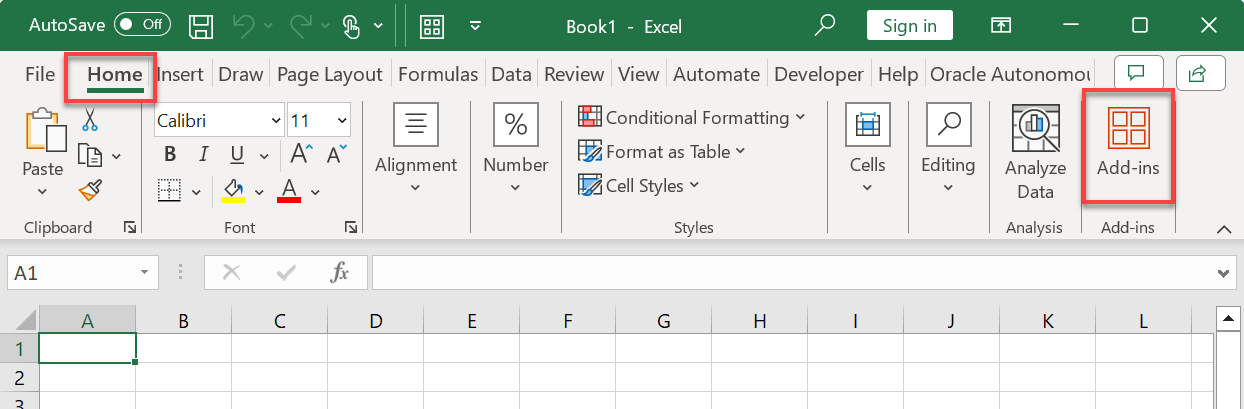 AutoSave Off Book1 - Excel Sign in
File Home Insert Draw Page Layout Formulas Data Review View Automate Developer Help Oracle Autonomou
Paste
Clipboard
Calibri 11
B I U A A
A
Font
Alignment
%
Number
Conditional Formatting
Format as Table
Cell Styles
Styles
Cells
Editing
Analyze
Data
Analysis
Add-ins
Add-ins
A1 fx
A B C D E F G H I J K L
1
2
3